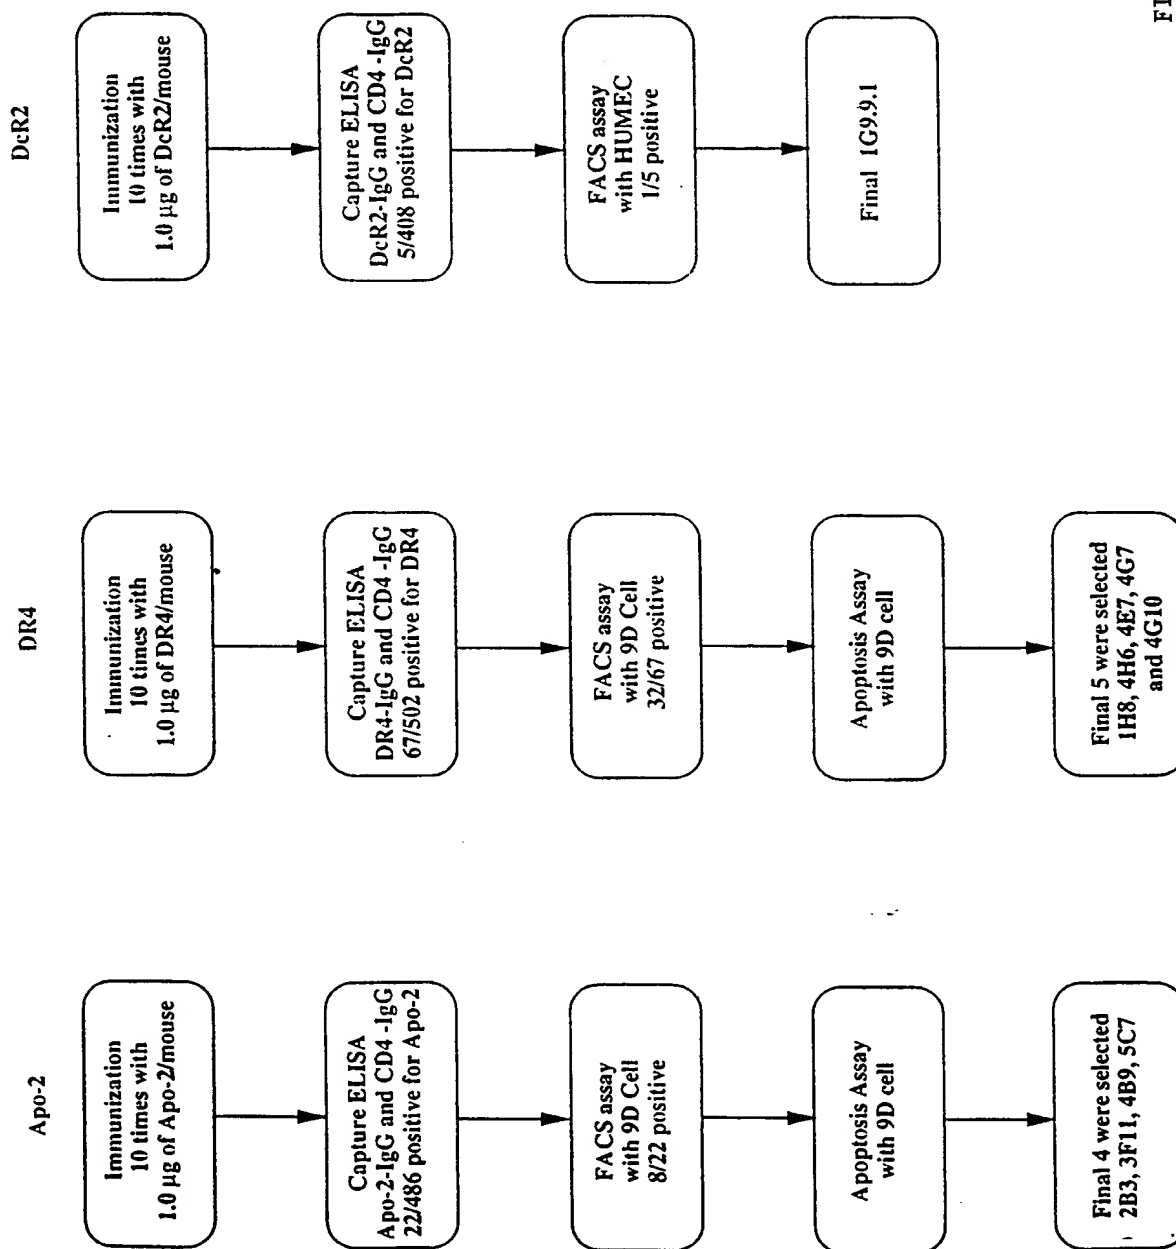 Apo-2
Immunization
10 times with
1.0 µg of Apo-2/mouse
Capture ELISA
Apo-2-IgG and CD4 -IgG
22/486 positive for Apo-2
FACS assay
with 9D Cell
8/22 positive
Apoptosis Assay
with 9D cell
Final 4 were selected
2B3, 3F11, 4B9, 5C7
DR4
Immunization
10 times with
1.0 µg of DR4/mouse
Capture ELISA
DR4-IgG and CD4 -IgG
67/502 positive for DR4
FACS assay
with 9D Cell
32/67 positive
Apoptosis Assay
with 9D cell
Final 5 were selected
1H8, 4H6, 4E7, 4G7
and 4G10
DcR2
Immunization
10 times with
1.0 µg of DcR2/mouse
Capture ELISA
DcR2-IgG and CD4 -IgG
5/408 positive for DcR2
FACS assay
with HUMEC
1/5 positive
Final 1G9.9.1